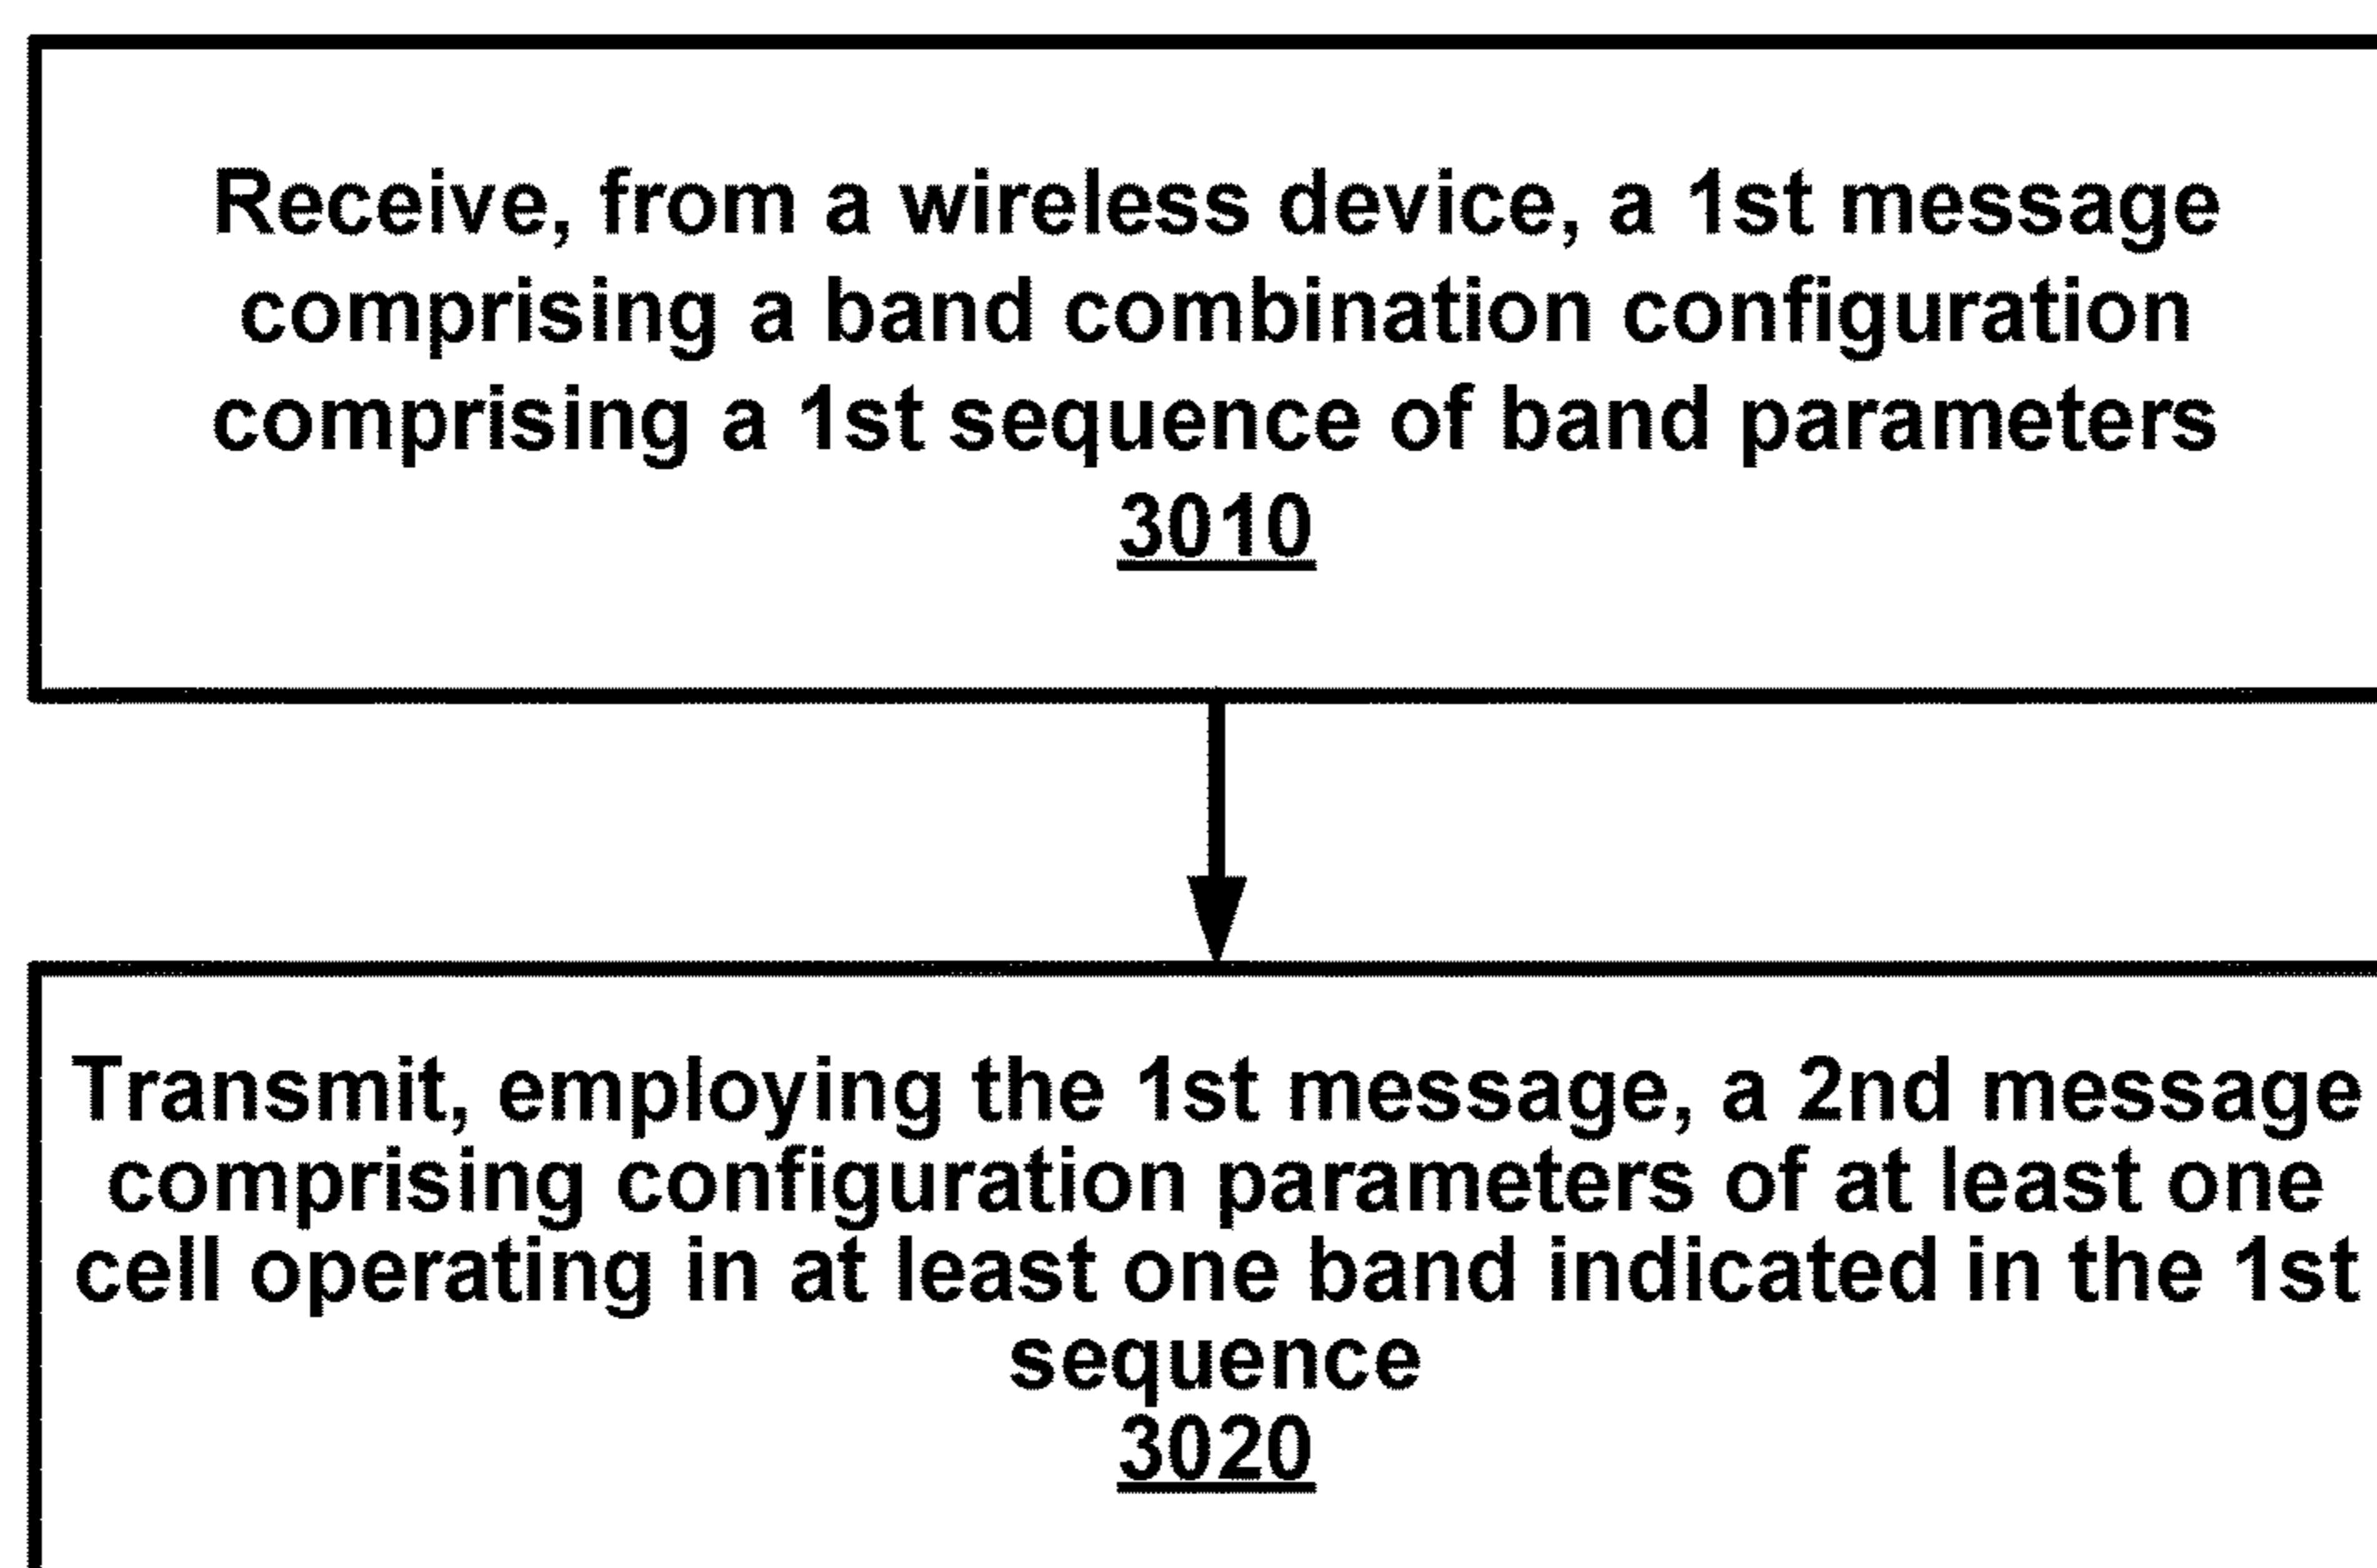 Receive, from a wireless device, a 1st message
comprising a band combination configuration
comprising a 1st sequence of band parameters
3010
Transmit, employing the 1st message, a 2nd message
comprising configuration parameters of at least one
cell operating in at least one band indicated in the 1st
sequence
3020